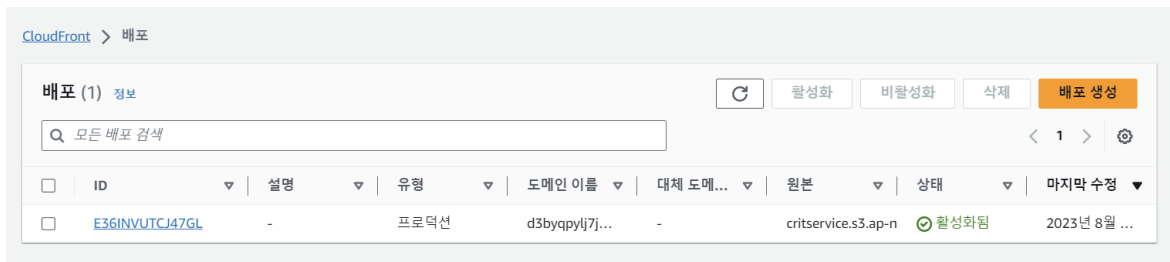 CloudFront > 배포
배포 (1) 정보 활성화 비활성화 삭제 배포 생성
모든 배포 검색 < 1 >
ID 설명 유형 도메인 이름 대체 도메... 원본 상태 마지막 수정
E36INVUTCJ47GL - 프로덕션 d3byqpylj7j... - critservice.s3.ap-n 활성화됨 2023년 8월 ...